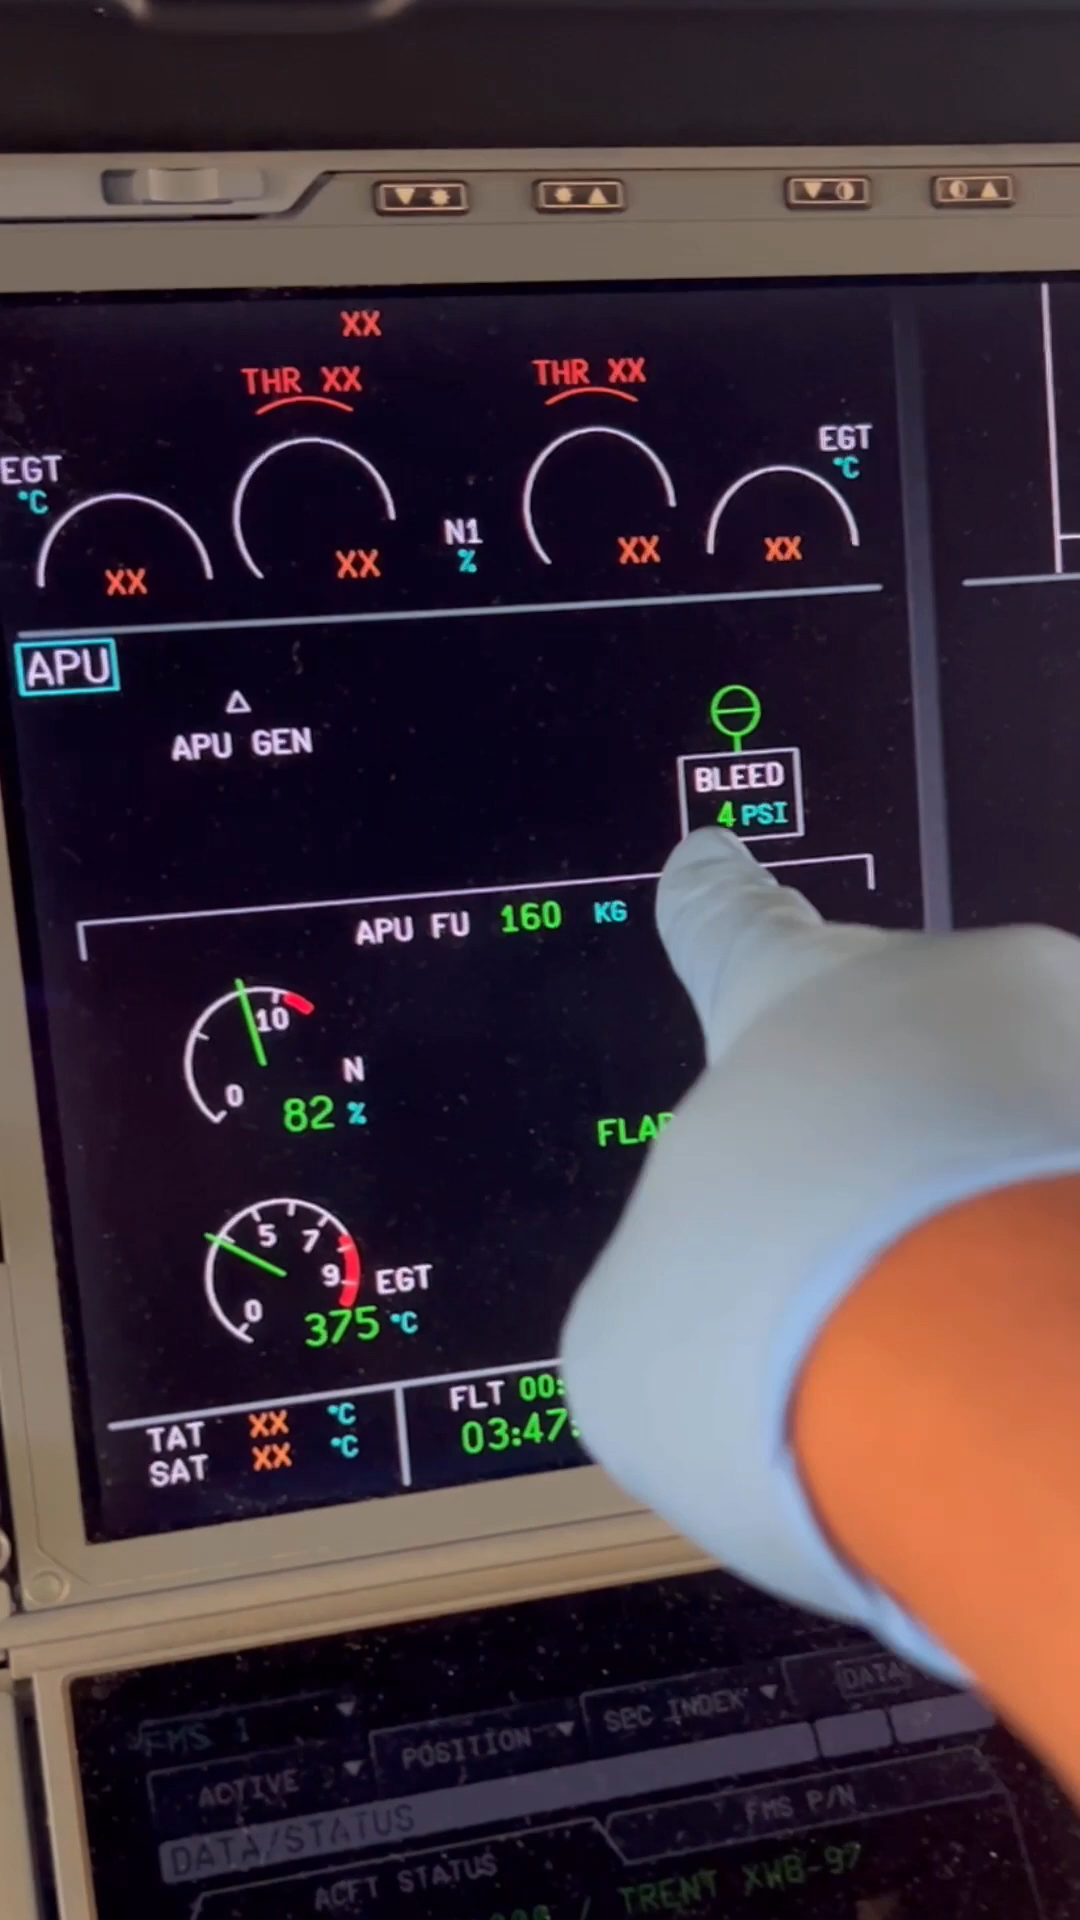 XX
THR XX
THR XX
EGT
°C
EGT
°C
N1
%
XX
XX
XX
XX
APU
APU GEN
BLEED
4 PSI
APU FU 160 KG
10
0
N
82 %
FLAP
5
7
9
0
EGT
375 °C
TAT XX °C
SAT XX °C
FLT 00:
03:47:
FMS 1
ACTIVE
POSITION
SEC INDEX
DATA
DATA/STATUS
ACFT STATUS
FMS P/N
/ TRENT XWB-97